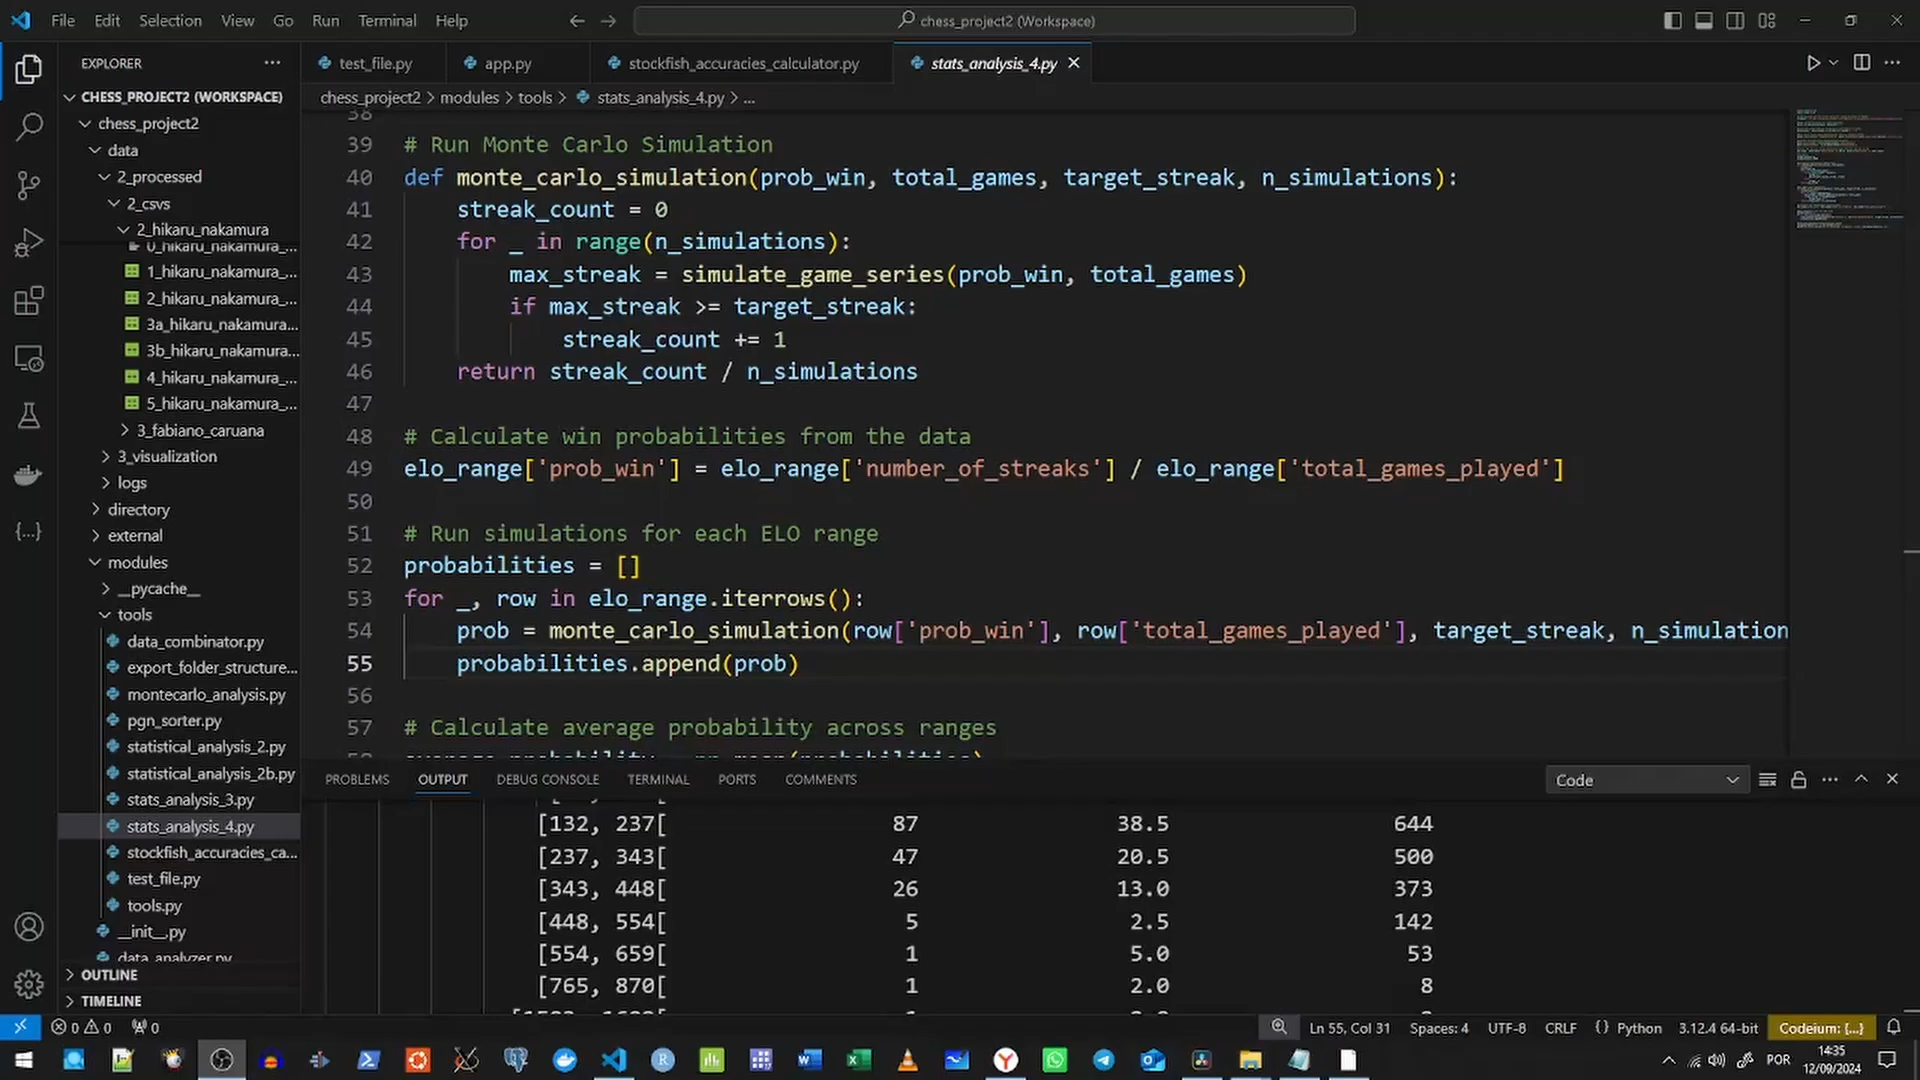 File Edit Selection View Go Run Terminal Help
chess_project2 (Workspace)
EXPLORER
test_file.py
app.py
stockfish_accuracies_calculator.py
stats_analysis_4.py
CHESS_PROJECT2 (WORKSPACE)
chess_project2 > modules > tools > stats_analysis_4.py > ...
chess_project2
data
2_processed
2_csvs
2_hikaru_nakamura
0_hikaru_nakamura_...
1_hikaru_nakamura_...
2_hikaru_nakamura_...
3a_hikaru_nakamura...
3b_hikaru_nakamura...
4_hikaru_nakamura_...
5_hikaru_nakamura_...
3_fabiano_caruana
3_visualization
logs
directory
external
modules
__pycache__
tools
data_combinator.py
export_folder_structure...
montecarlo_analysis.py
pgn_sorter.py
statistical_analysis_2.py
statistical_analysis_2b.py
stats_analysis_3.py
stats_analysis_4.py
stockfish_accuracies_ca...
test_file.py
tools.py
__init__.py
data_analyzer.py
OUTLINE
TIMELINE
38
39 # Run Monte Carlo Simulation
40 def monte_carlo_simulation(prob_win, total_games, target_streak, n_simulations):
41 streak_count = 0
42 for _ in range(n_simulations):
43 max_streak = simulate_game_series(prob_win, total_games)
44 if max_streak >= target_streak:
45 streak_count += 1
46 return streak_count / n_simulations
47
48 # Calculate win probabilities from the data
49 elo_range['prob_win'] = elo_range['number_of_streaks'] / elo_range['total_games_played']
50
51 # Run simulations for each ELO range
52 probabilities = []
53 for _, row in elo_range.iterrows():
54 prob = monte_carlo_simulation(row['prob_win'], row['total_games_played'], target_streak, n_simulation
55 probabilities.append(prob)
56
57 # Calculate average probability across ranges
average_probability = np.mean(probabilities)
PROBLEMS OUTPUT DEBUG CONSOLE TERMINAL PORTS COMMENTS
Code
[132, 237[ 87 38.5 644
[237, 343[ 47 20.5 500
[343, 448[ 26 13.0 373
[448, 554[ 5 2.5 142
[554, 659[ 1 5.0 53
[765, 870[ 1 2.0 8
0 0 0
Ln 55, Col 31 Spaces: 4 UTF-8 CRLF {} Python 3.12.4 64-bit Codeium: {...}
POR
14:35
12/09/2024